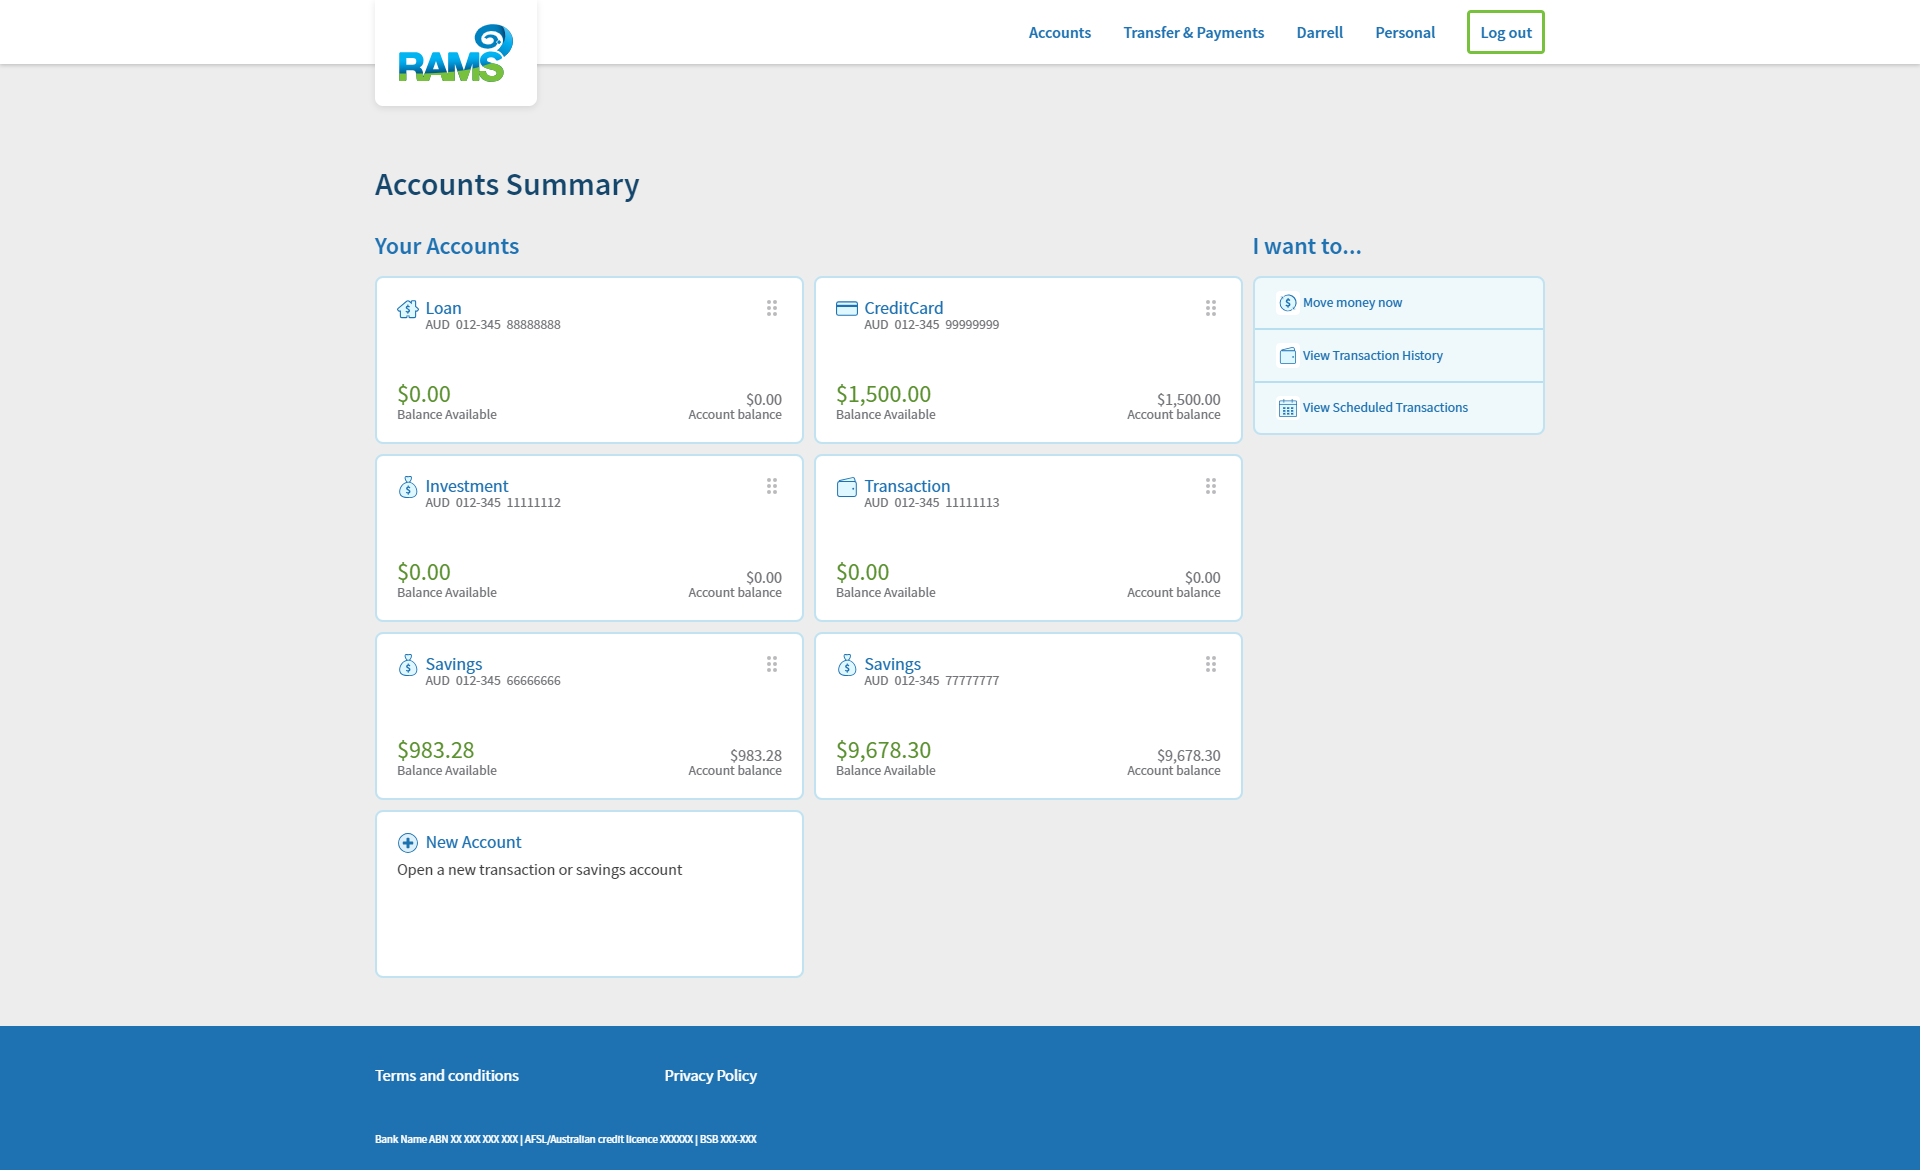 RAMS
Accounts Transfer & Payments Darrell Personal Log out
Accounts Summary
Your Accounts
I want to...
Loan
AUD 012-345 88888888
$0.00
Balance Available
$0.00
Account balance
CreditCard
AUD 012-345 99999999
$1,500.00
Balance Available
$1,500.00
Account balance
Move money now
View Transaction History
View Scheduled Transactions
Investment
AUD 012-345 11111112
$0.00
Balance Available
$0.00
Account balance
Transaction
AUD 012-345 11111113
$0.00
Balance Available
$0.00
Account balance
Savings
AUD 012-345 66666666
$983.28
Balance Available
$983.28
Account balance
Savings
AUD 012-345 77777777
$9,678.30
Balance Available
$9,678.30
Account balance
New Account
Open a new transaction or savings account
Terms and conditions
Privacy Policy
Bank Name ABN XX XXX XXX XXX | AFSL/Australian credit licence XXXXXX | BSB XXX-XXX